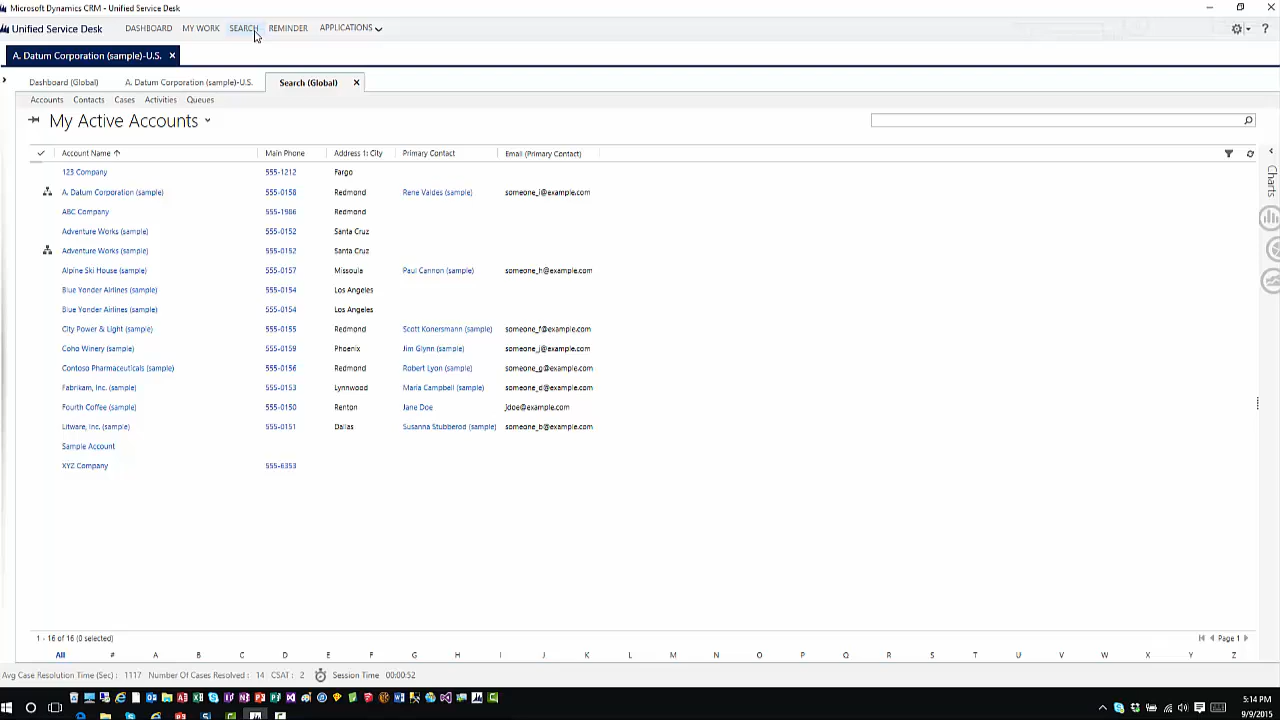 Microsoft Dynamics CRM - Unified Service Desk
Unified Service Desk DASHBOARD MY WORK SEARCH REMINDER APPLICATIONS ?
A. Datum Corporation (sample)-U.S. ×
Dashboard (Global) A. Datum Corporation (sample)-U.S. Search (Global) ×
Accounts Contacts Cases Activities Queues
My Active Accounts
Account Name Main Phone Address 1: City Primary Contact Email (Primary Contact)
Charts
123 Company 555-1212 Fargo
A. Datum Corporation (sample) 555-0158 Redmond Rene Valdes (sample) someone_i@example.com
ABC Company 555-1986 Redmond
Adventure Works (sample) 555-0152 Santa Cruz
Adventure Works (sample) 555-0152 Santa Cruz
Alpine Ski House (sample) 555-0157 Missoula Paul Cannon (sample) someone_h@example.com
Blue Yonder Airlines (sample) 555-0154 Los Angeles
Blue Yonder Airlines (sample) 555-0154 Los Angeles
City Power & Light (sample) 555-0155 Redmond Scott Konersmann (sample) someone_f@example.com
Coho Winery (sample) 555-0159 Phoenix Jim Glynn (sample) someone_j@example.com
Contoso Pharmaceuticals (sample) 555-0156 Redmond Robert Lyon (sample) someone_g@example.com
Fabrikam, Inc. (sample) 555-0153 Lynnwood Maria Campbell (sample) someone_d@example.com
Fourth Coffee (sample) 555-0150 Renton Jane Doe jdoe@example.com
Litware, Inc. (sample) 555-0151 Dallas Susanna Stubberod (sample) someone_b@example.com
Sample Account
XYZ Company 555-6353
1 - 16 of 16 (0 selected) Page 1
All # A B C D E F G H I J K L M N O P Q R S T U V W X Y Z
Avg Case Resolution Time (Sec) : 1117 Number Of Cases Resolved : 14 CSAT : 2 Session Time 00:00:52
5:14 PM
9/9/2015